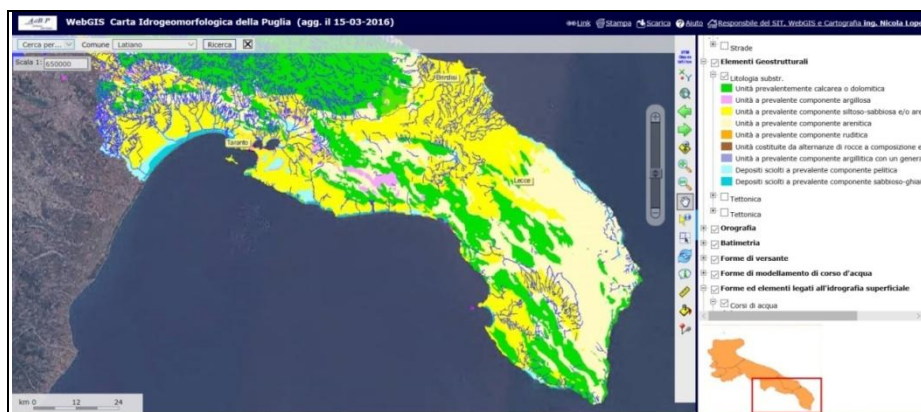 WebGIS Carta Idrogeomorfologica della Puglia (agg. il 15-03-2016)
Link Stampa Scarica Aiuto Responsibile del SIT, WebGIS e Cartografia ing. Nicola Lope
Cerca per... Comune Latiano Ricerca
Scala 1: 650000
Brindisi
Taranto
Lecce
km 0 12 24
Strade
Elementi Geostrutturali
Litologia substr.
Unità prevalentemente calcarea o dolomitica
Unità a prevalente componente argillosa
Unità a prevalente componente siltoso-sabbiosa e/o are
Unità a prevalente componente arenitica
Unità a prevalente componente ruditica
Unità costituite da alternanze di rocce a composizione e
Unità a prevalente componente argillitica con un gener
Depositi sciolti a prevalente componente pelitica
Depositi sciolti a prevalente componente sabbioso-ghia
Tettonica
Tettonica
Orografia
Batimetria
Forme di versante
Forme di modellamento di corso d'acqua
Forme ed elementi legati all'idrografia superficiale
Corsi di acqua